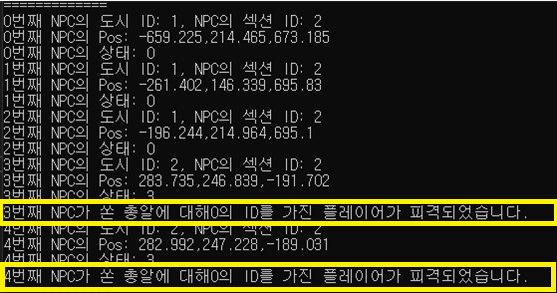 =============
0번째 NPC의 도시 ID: 1, NPC의 섹션 ID: 2
0번째 NPC의 Pos: -659.225,214.465,673.185
0번째 NPC의 상태: 0
1번째 NPC의 도시 ID: 1, NPC의 섹션 ID: 2
1번째 NPC의 Pos: -261.402,146.339,695.83
1번째 NPC의 상태: 0
2번째 NPC의 도시 ID: 1, NPC의 섹션 ID: 2
2번째 NPC의 Pos: -196.244,214.964,695.1
2번째 NPC의 상태: 0
3번째 NPC의 도시 ID: 2, NPC의 섹션 ID: 2
3번째 NPC의 Pos: 283.735,246.839,-191.702
3번째 NPC의 상태: 3
3번째 NPC가 쏜 총알에 대해0의 ID를 가진 플레이어가 피격되었습니다.
4번째 NPC의 도시 ID: 2, NPC의 섹션 ID: 2
4번째 NPC의 Pos: 282.992,247.228,-189.031
4번째 NPC의 상태: 3
4번째 NPC가 쏜 총알에 대해0의 ID를 가진 플레이어가 피격되었습니다.